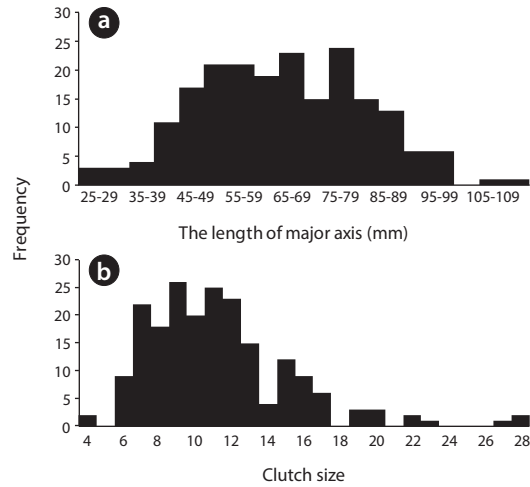 a
30
25
20
15
10
5
0
25-29 35-39 45-49 55-59 65-69 75-79 85-89 95-99 105-109
The length of major axis (mm)
Frequency
b
30
25
20
15
10
5
0
4 6 8 10 12 14 16 18 20 22 24 26 28
Clutch size